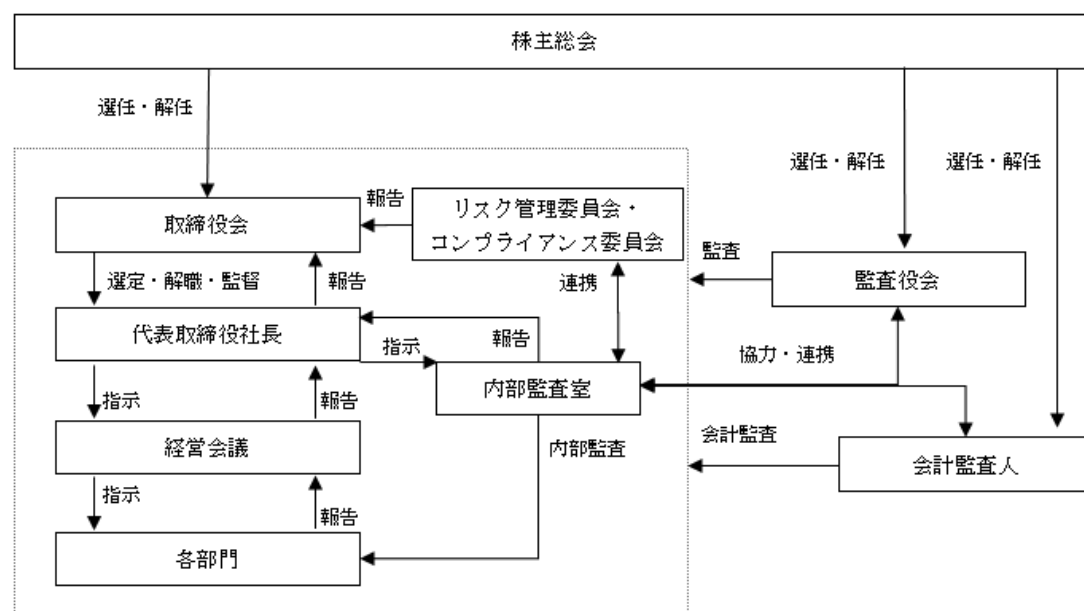 株主総会
選任・解任
選任・解任
選任・解任
取締役会
報告
リスク管理委員会・
コンプライアンス委員会
監査
監査役会
選定・解職・監督
報告
連携
代表取締役社長
指示
報告
協力・連携
内部監査室
指示
報告
経営会議
内部監査
会計監査
会計監査人
指示
報告
各部門